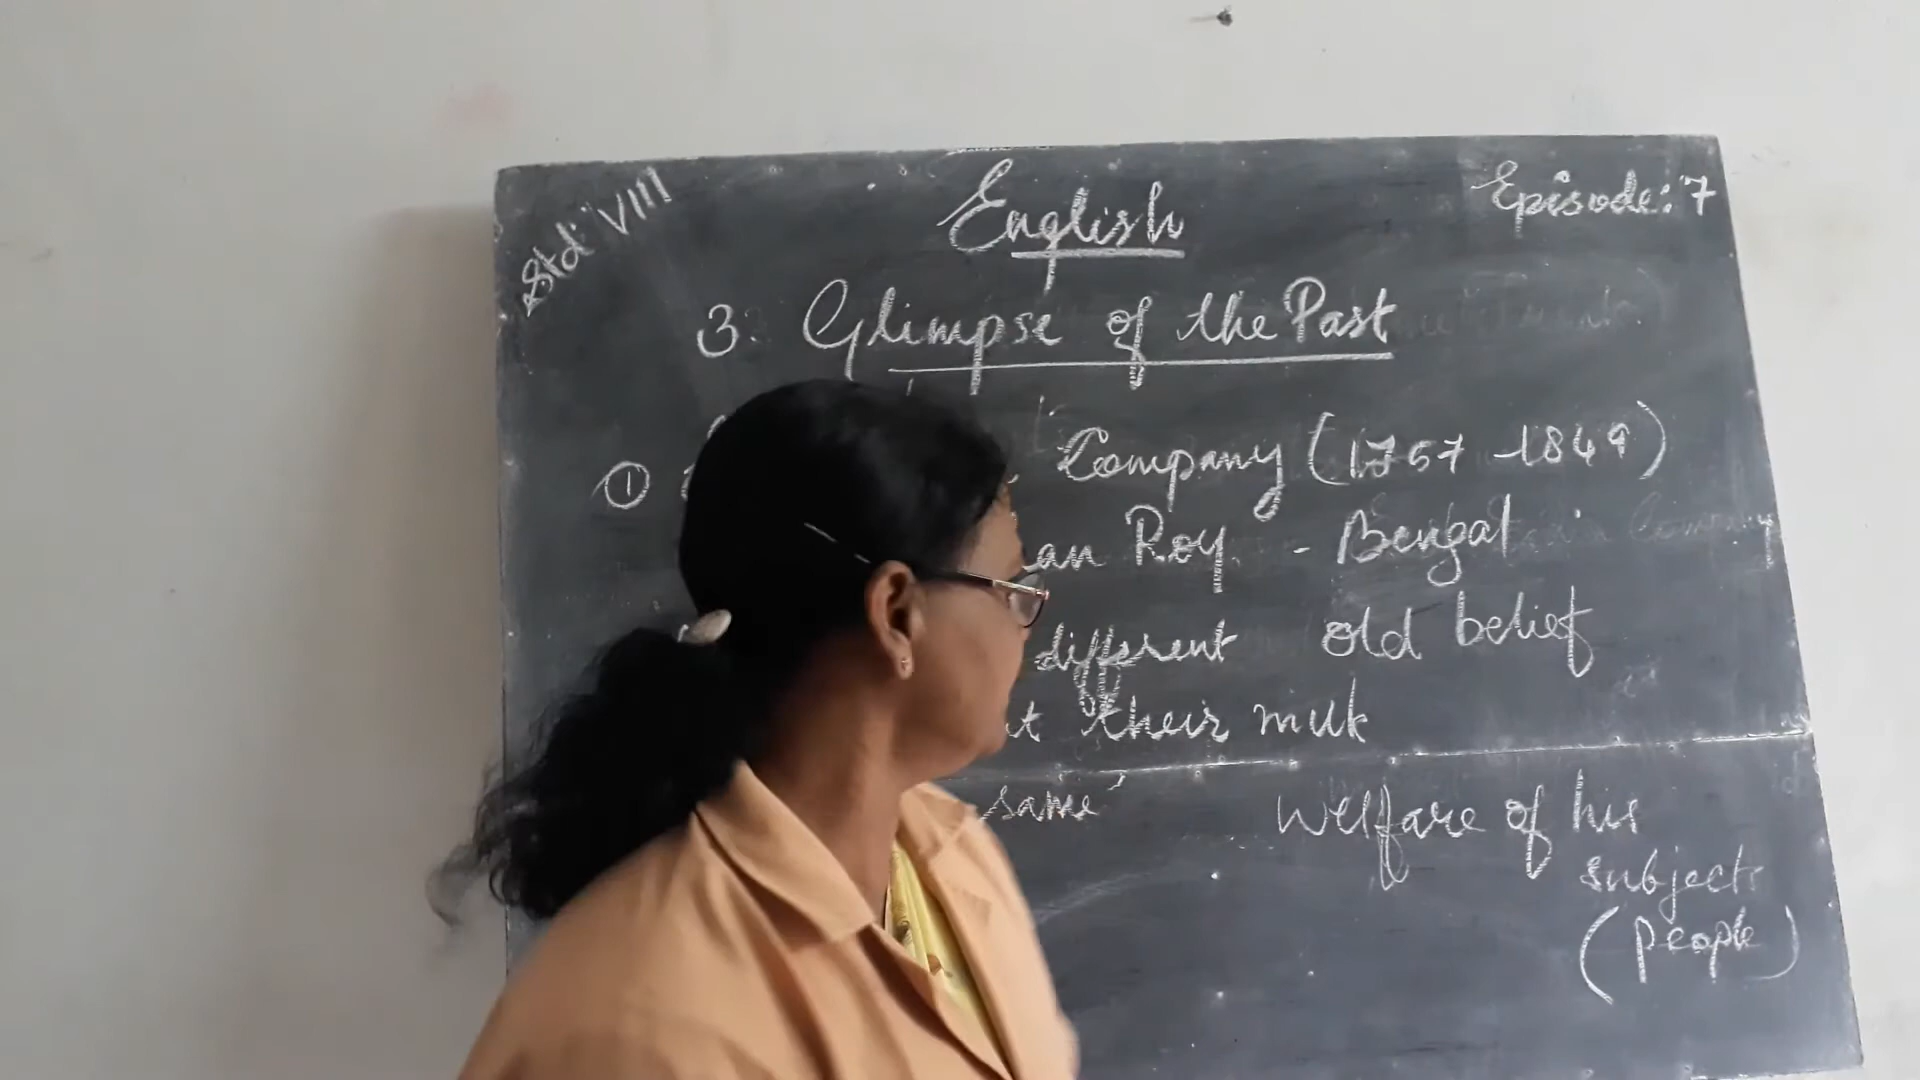 Std: VIII
English
Episode: 7
3. Glimpse of the Past
① Company (1757-1849)
an Roy. - Bengal
different old belief
their milk
same" Welfare of his
subjects
(People)